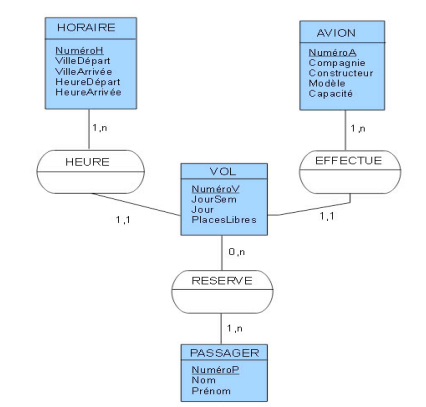 HORAIRE
NuméroH
VilleDépart
VilleArrivée
HeureDépart
HeureArrivée
AVION
NuméroA
Compagnie
Constructeur
Modèle
Capacité
1,n
1,n
HEURE
EFFECTUE
VOL
NuméroV
JourSem
Jour
PlacesLibres
1,1
1,1
0,n
RESERVE
1,n
PASSAGER
NuméroP
Nom
Prénom